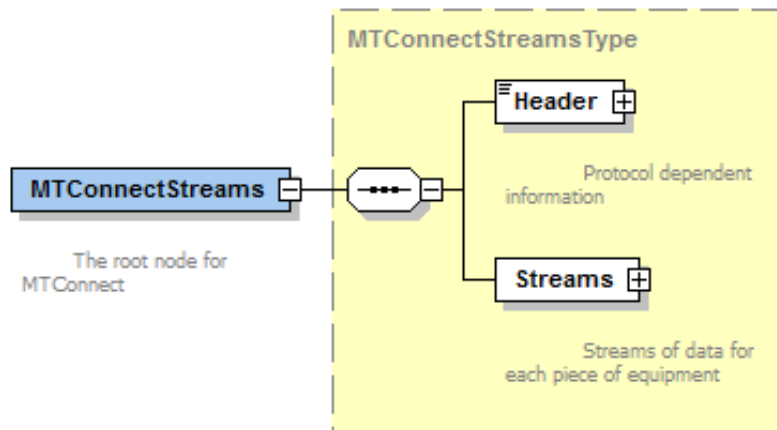 MTConnectStreamsType
Header
Protocol dependent
information
MTConnectStreams
The root node for
MTConnect
Streams
Streams of data for
each piece of equipment